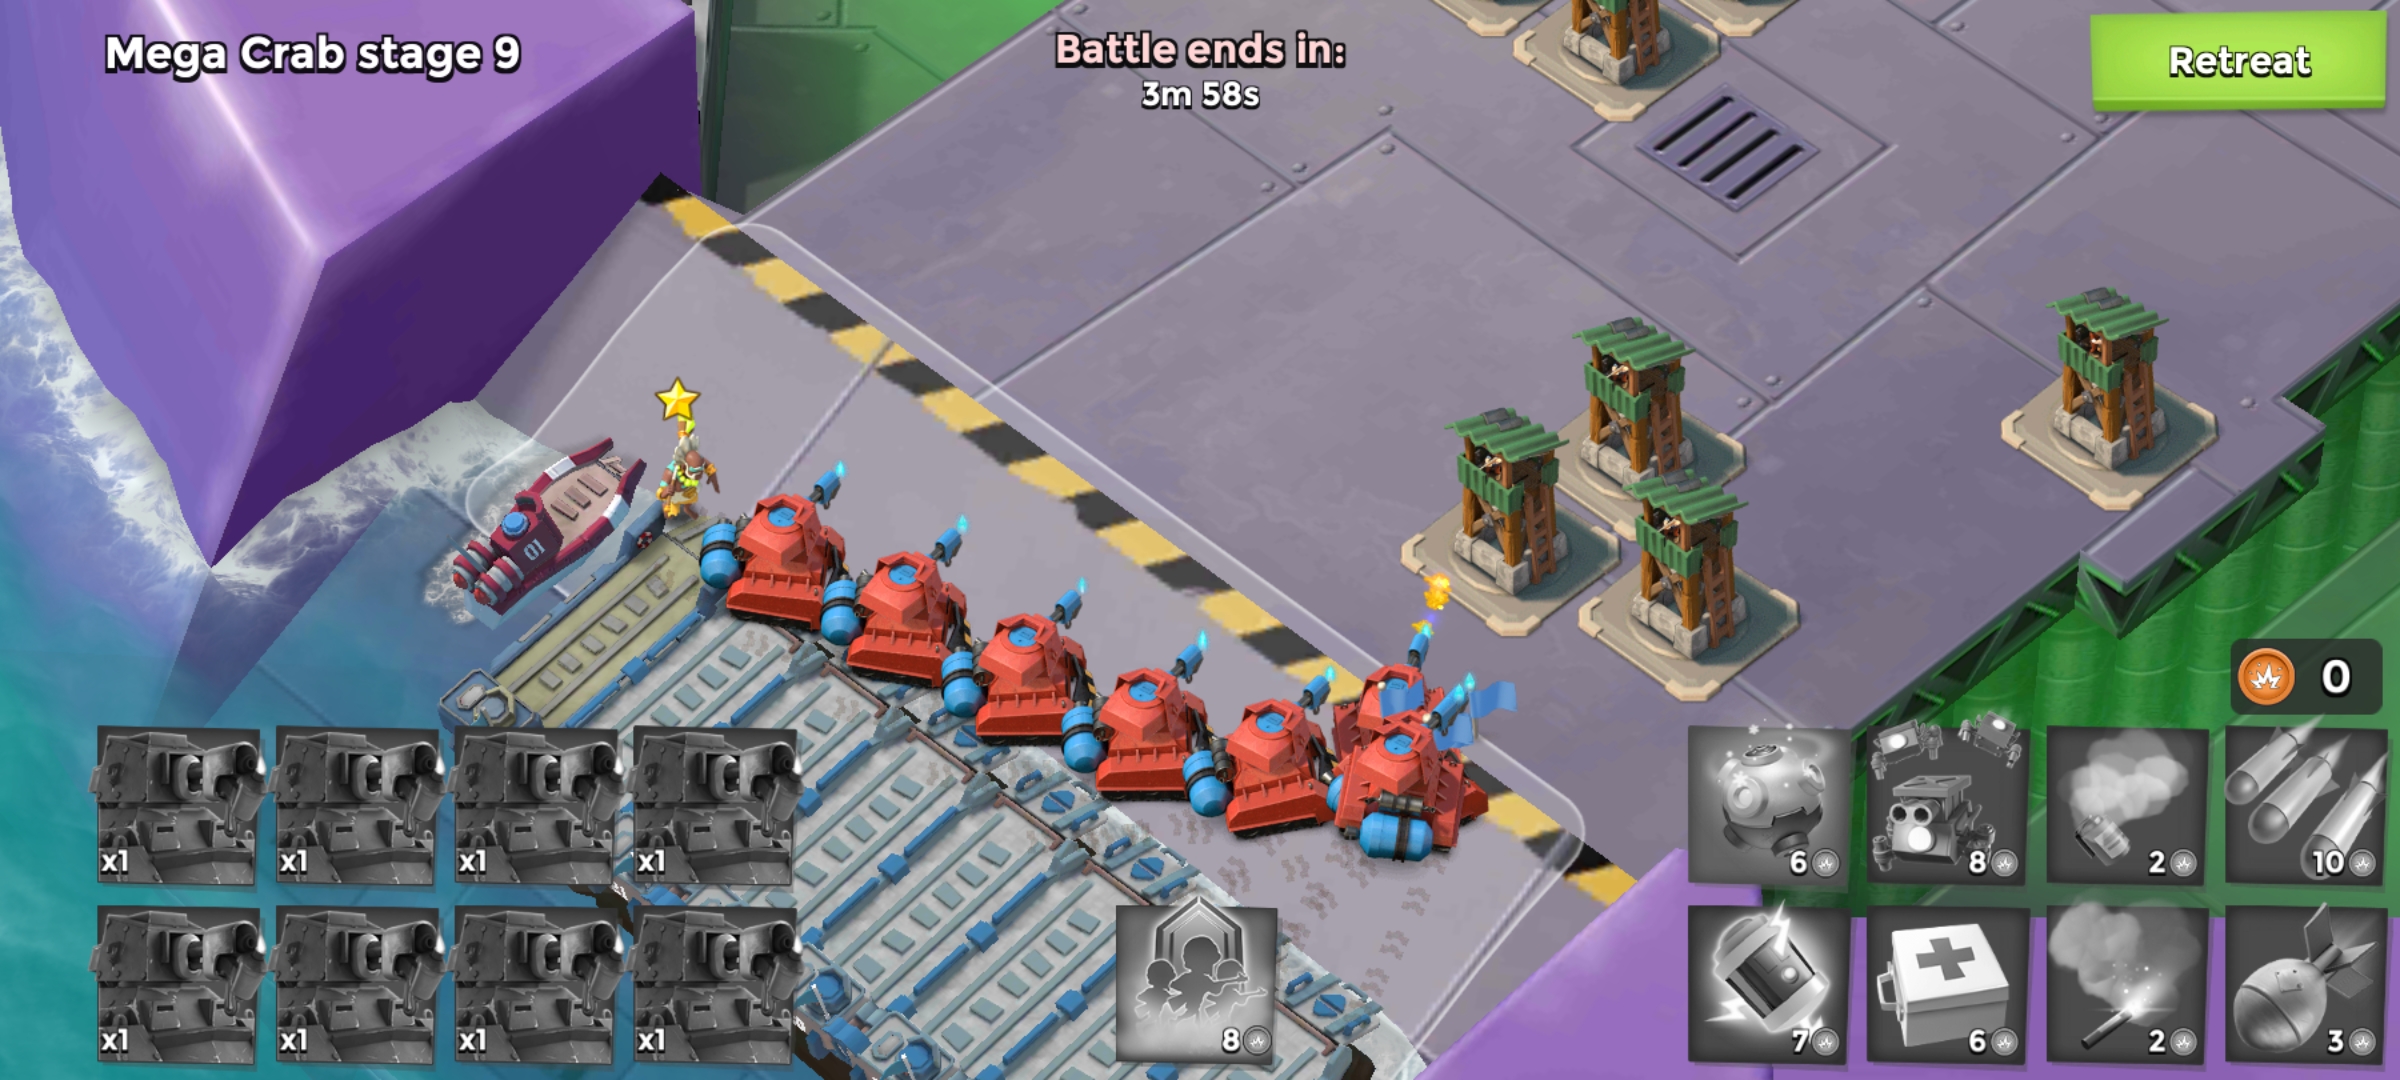 Mega Crab stage 9
Battle ends in:
3m 58s
Retreat
01
0
x1
x1
x1
x1
6
8
2
10
x1
x1
x1
x1
8
7
6
2
3